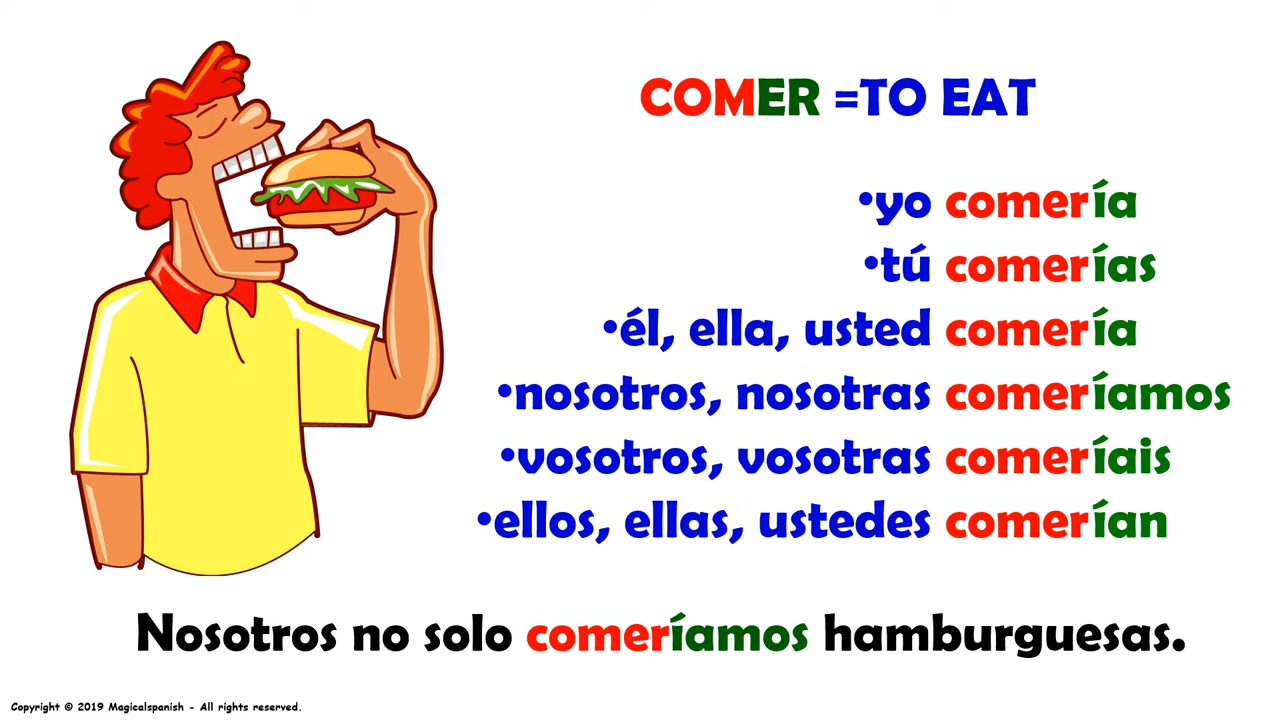 COMER =TO EAT
•yo comería
•tú comerías
•él, ella, usted comería
•nosotros, nosotras comeríamos
•vosotros, vosotras comeríais
•ellos, ellas, ustedes comerían
Nosotros no solo comeríamos hamburguesas.
Copyright © 2019 Magicalspanish - All rights reserved.